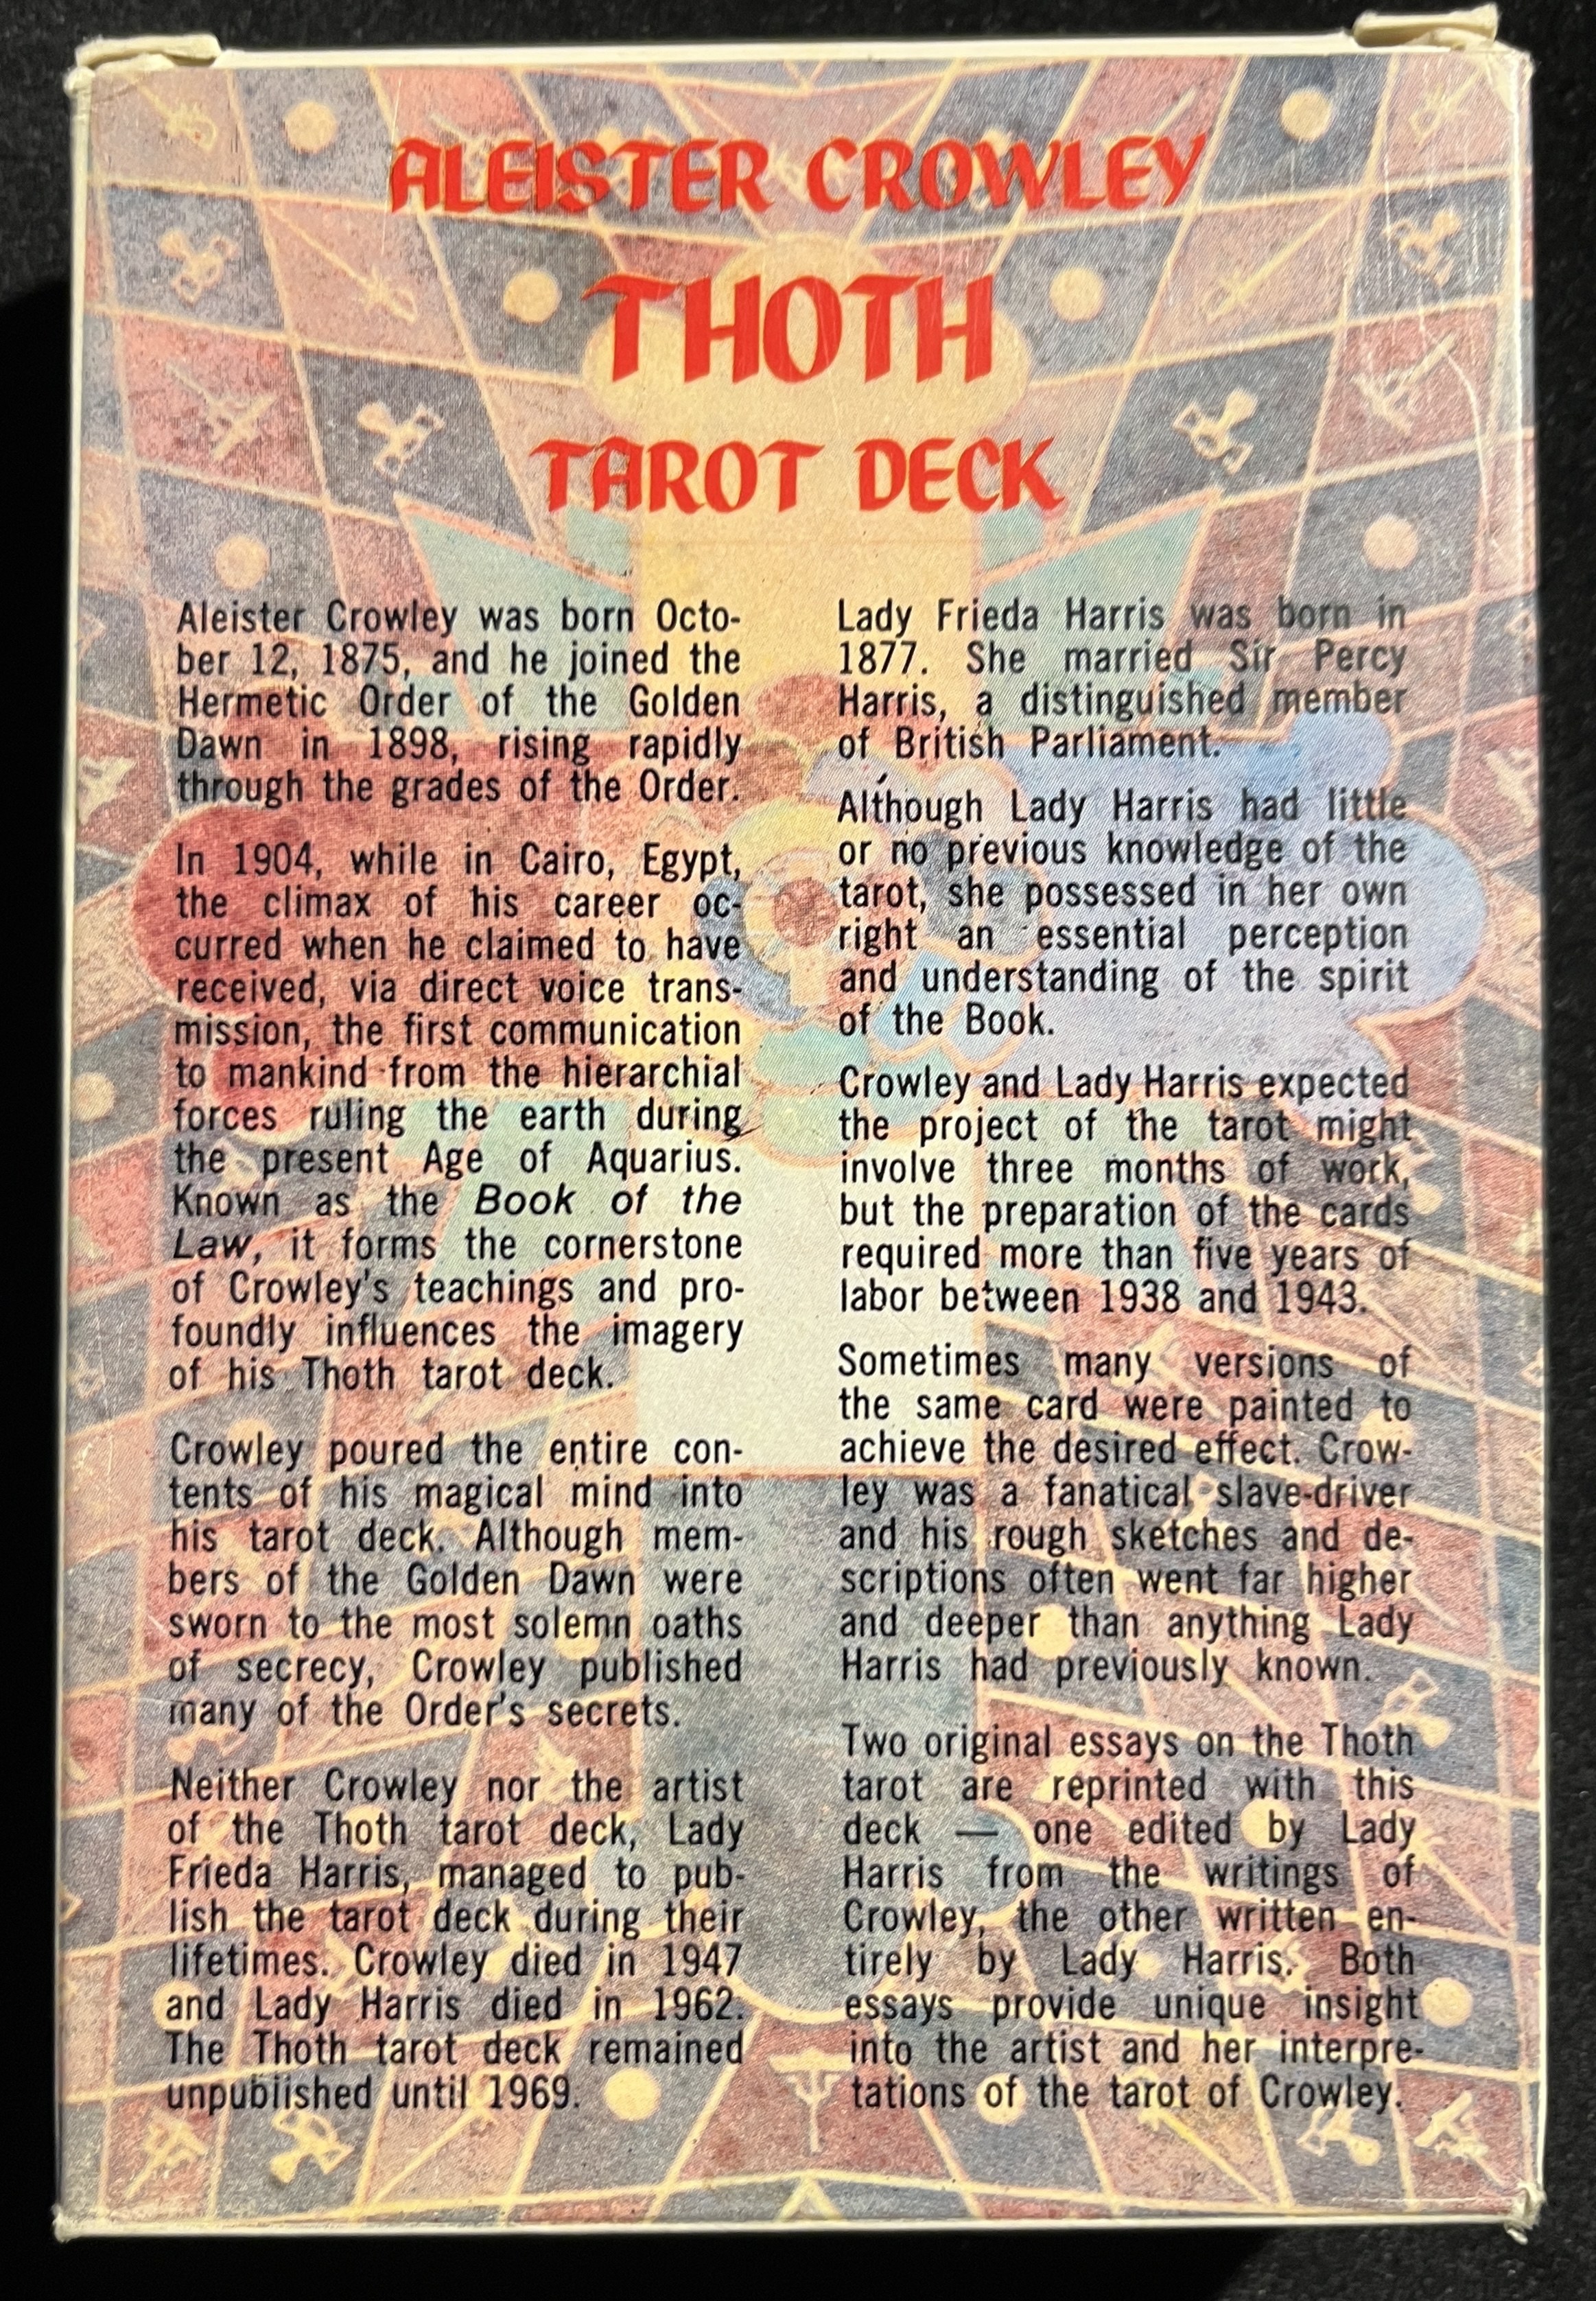 ALEISTER CROWLEY
THOTH
TAROT DECK
Aleister Crowley was born Octo-
ber 12, 1875, and he joined the
Hermetic Order of the Golden
Dawn in 1898, rising rapidly
through the grades of the Order.
In 1904, while in Cairo, Egypt,
the climax of his career oc-
curred when he claimed to have
received, via direct voice trans-
mission, the first communication
to mankind from the hierarchial
forces ruling the earth during
the present Age of Aquarius.
Known as the Book of the
Law, it forms the cornerstone
of Crowley's teachings and pro-
foundly influences the imagery
of his Thoth tarot deck.
Crowley poured the entire con-
tents of his magical mind into
his tarot deck. Although mem-
bers of the Golden Dawn were
sworn to the most solemn oaths
of secrecy, Crowley published
many of the Order's secrets.
Neither Crowley nor the artist
of the Thoth tarot deck, Lady
Frieda Harris, managed to pub-
lish the tarot deck during their
lifetimes. Crowley died in 1947
and Lady Harris died in 1962.
The Thoth tarot deck remained
unpublished until 1969.
Lady Frieda Harris was born in
1877. She married Sir Percy
Harris, a distinguished member
of British Parliament.
Although Lady Harris had little
or no previous knowledge of the
tarot, she possessed in her own
right an essential perception
and understanding of the spirit
of the Book.
Crowley and Lady Harris expected
the project of the tarot might
involve three months of work,
but the preparation of the cards
required more than five years of
labor between 1938 and 1943.
Sometimes many versions of
the same card were painted to
achieve the desired effect. Crow-
ley was a fanatical slave-driver
and his rough sketches and de-
scriptions often went far higher
and deeper than anything Lady
Harris had previously known.
Two original essays on the Thoth
tarot are reprinted with this
deck — one edited by Lady
Harris from the writings of
Crowley, the other written en-
tirely by Lady Harris. Both
essays provide unique insight
into the artist and her interpre-
tations of the tarot of Crowley.